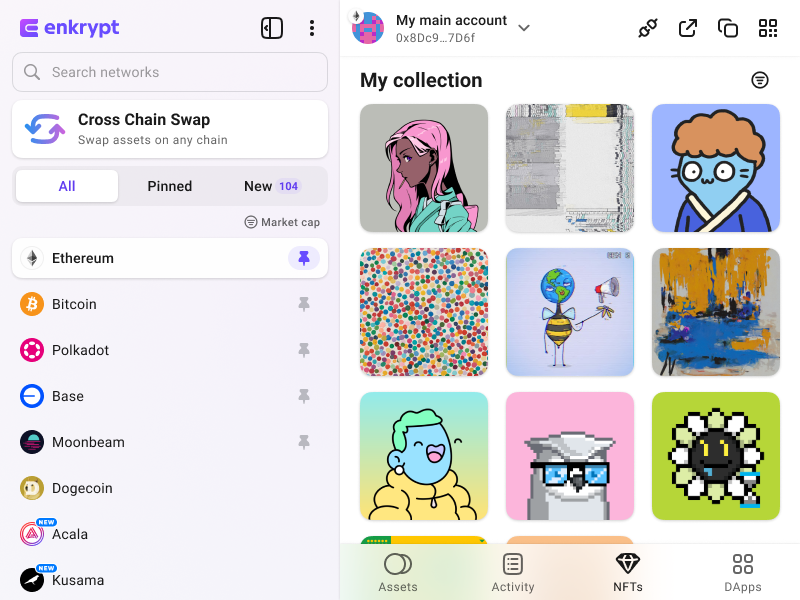 enkrypt
Search networks
Cross Chain Swap
Swap assets on any chain
All
Pinned
New 104
Market cap
Ethereum
Bitcoin
Polkadot
Base
Moonbeam
Dogecoin
NEW
Acala
NEW
Kusama
My main account
0x8Dc9…7D6f
My collection
Assets
Activity
NFTs
DApps